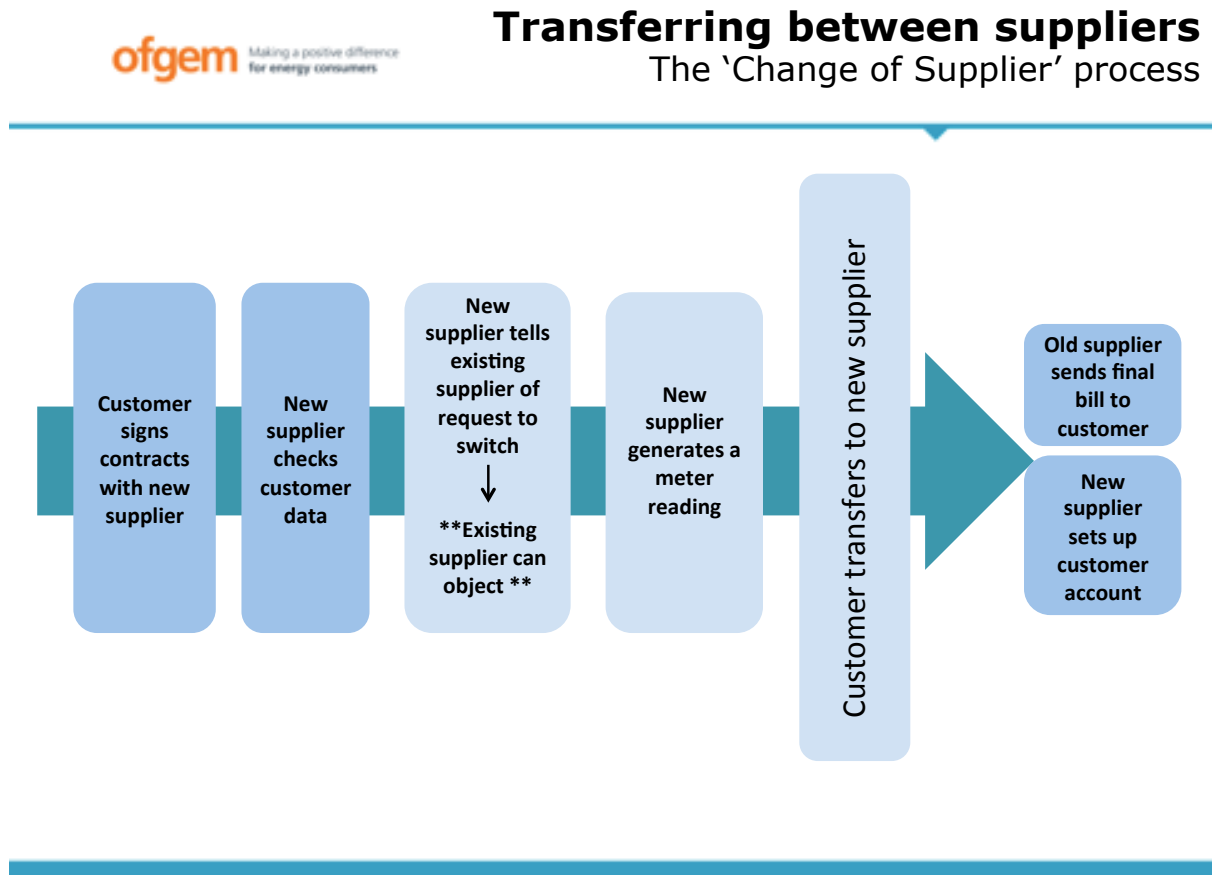 ofgem
Making a positive difference
for energy consumers
Transferring between suppliers
The ‘Change of Supplier’ process
Customer
signs
contracts
with new
supplier
New
supplier
checks
customer
data
New
supplier tells
existing
supplier of
request to
switch
**Existing
supplier can
object **
New
supplier
generates a
meter
reading
Customer transfers to new supplier
Old supplier
sends final
bill to
customer
New
supplier
sets up
customer
account